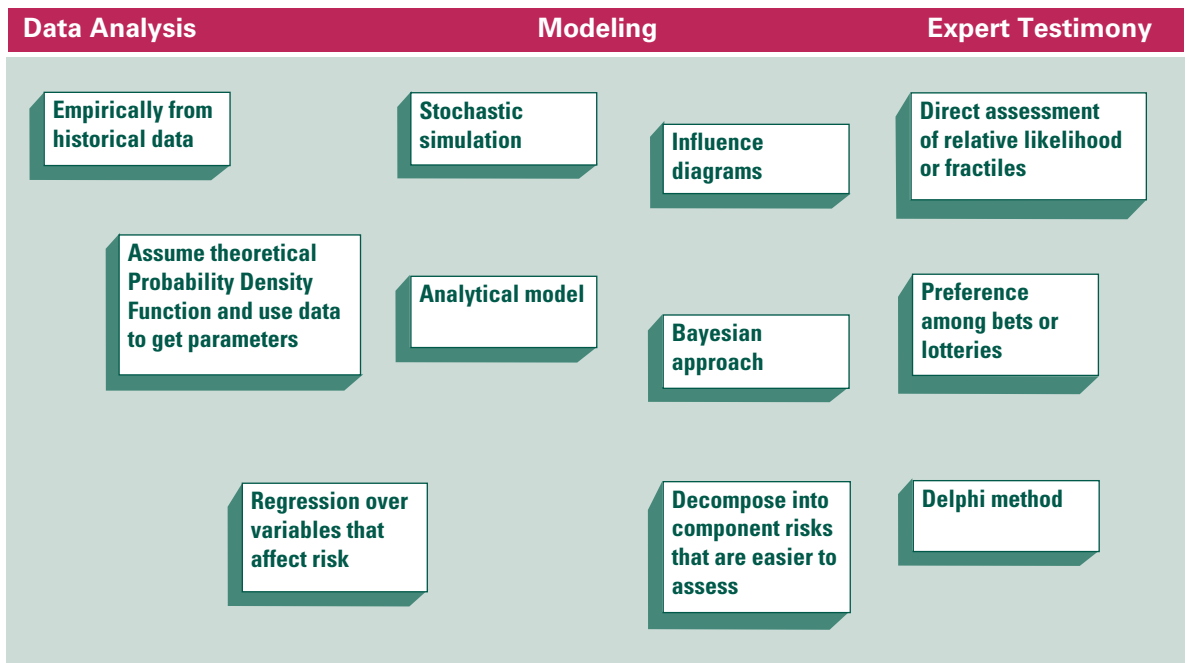 Data Analysis
Modeling
Expert Testimony
Empirically from
historical data
Stochastic
simulation
Influence
diagrams
Direct assessment
of relative likelihood
or fractiles
Assume theoretical
Probability Density
Function and use data
to get parameters
Analytical model
Bayesian
approach
Preference
among bets or
lotteries
Regression over
variables that
affect risk
Decompose into
component risks
that are easier to
assess
Delphi method